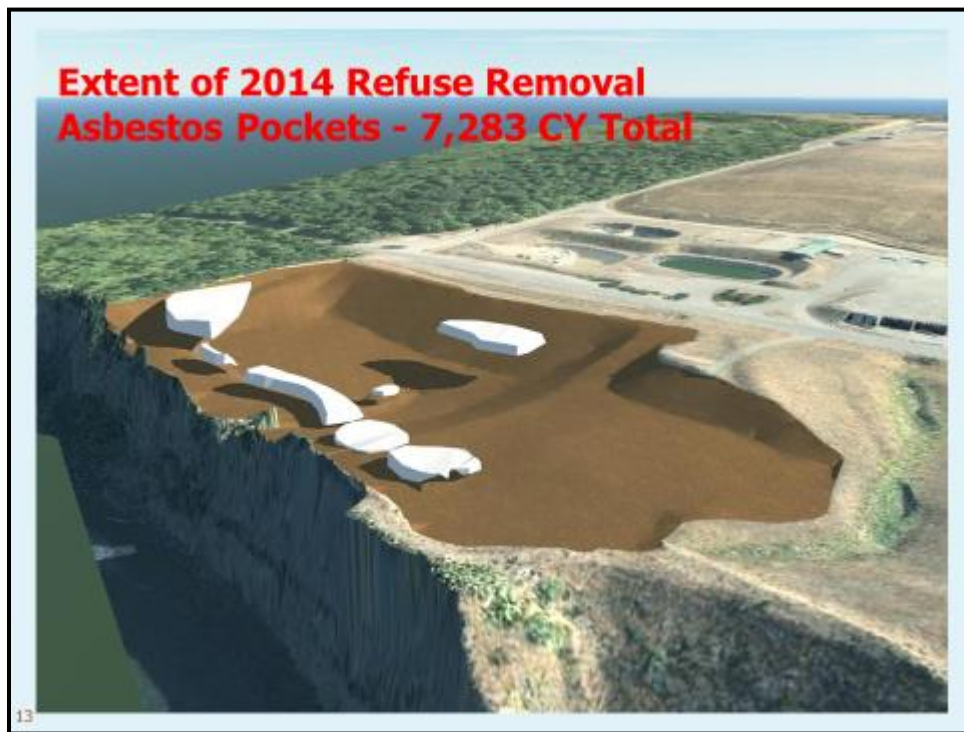 Extent of 2014 Refuse Removal
Asbestos Pockets - 7,283 CY Total
13